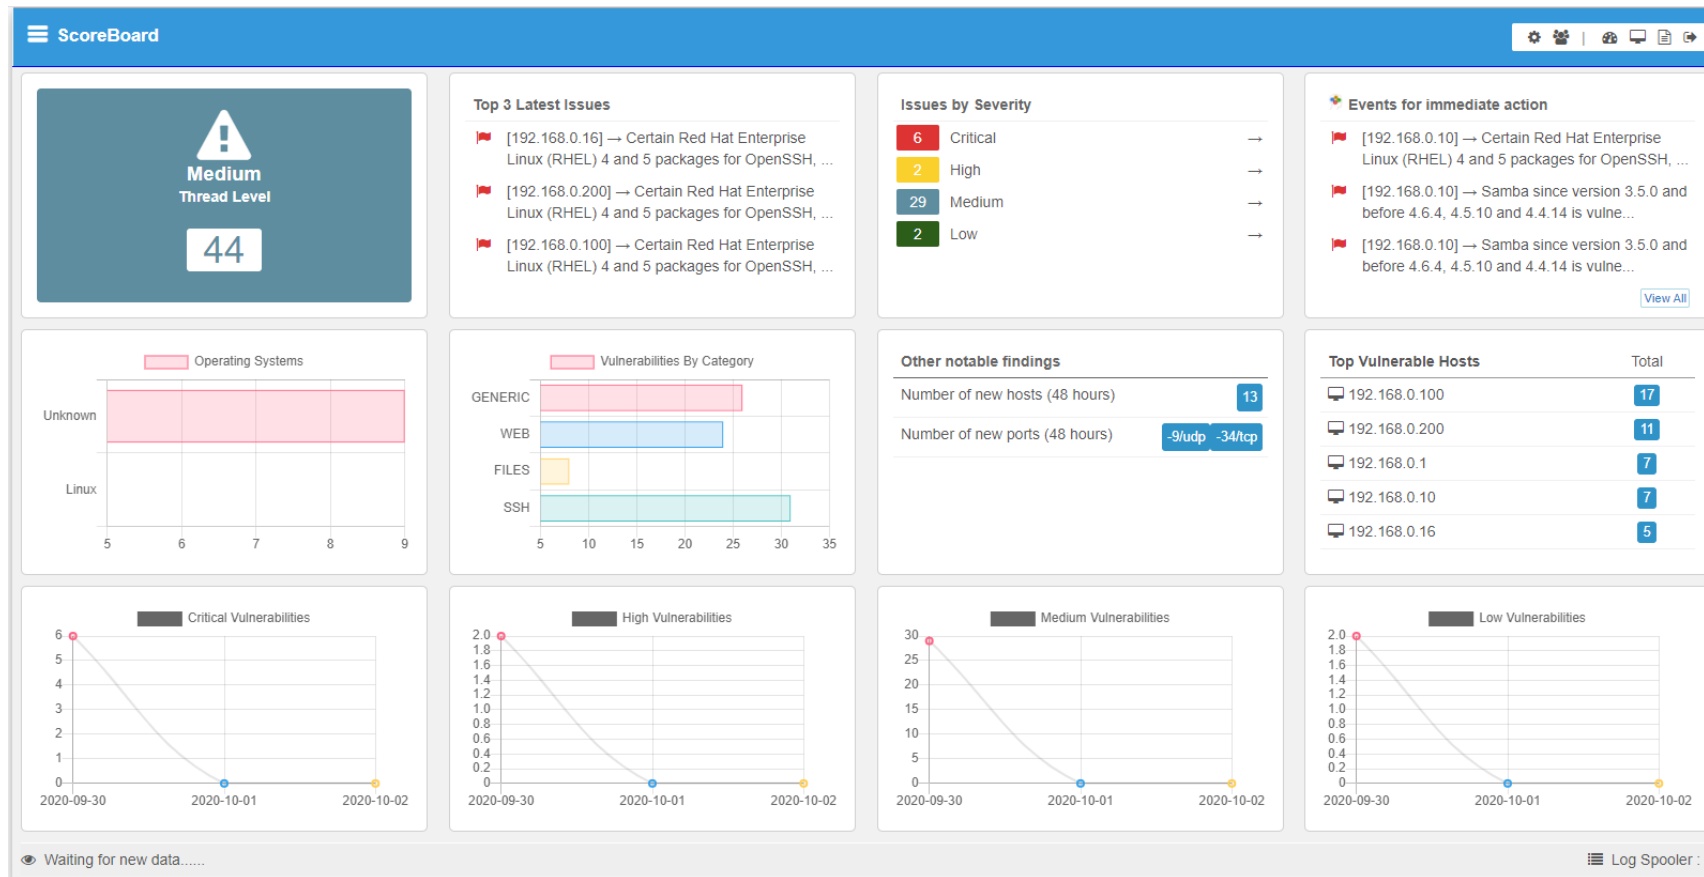 ScoreBoard
Medium
Thread Level
44
Top 3 Latest Issues
[192.168.0.16] → Certain Red Hat Enterprise
Linux (RHEL) 4 and 5 packages for OpenSSH, ...
[192.168.0.200] → Certain Red Hat Enterprise
Linux (RHEL) 4 and 5 packages for OpenSSH, ...
[192.168.0.100] → Certain Red Hat Enterprise
Linux (RHEL) 4 and 5 packages for OpenSSH, ...
Issues by Severity
6 Critical →
2 High →
29 Medium →
2 Low →
Events for immediate action
[192.168.0.10] → Certain Red Hat Enterprise
Linux (RHEL) 4 and 5 packages for OpenSSH, ...
[192.168.0.10] → Samba since version 3.5.0 and
before 4.6.4, 4.5.10 and 4.4.14 is vulne...
[192.168.0.10] → Samba since version 3.5.0 and
before 4.6.4, 4.5.10 and 4.4.14 is vulne...
View All
Operating Systems
Unknown
Linux
5 6 7 8 9
Vulnerabilities By Category
GENERIC
WEB
FILES
SSH
5 10 15 20 25 30 35
Other notable findings
Number of new hosts (48 hours) 13
Number of new ports (48 hours) -9/udp -34/tcp
Top Vulnerable Hosts Total
192.168.0.100 17
192.168.0.200 11
192.168.0.1 7
192.168.0.10 7
192.168.0.16 5
Critical Vulnerabilities
6
5
4
3
2
1
0
2020-09-30 2020-10-01 2020-10-02
High Vulnerabilities
2.0
1.8
1.6
1.4
1.2
1.0
0.8
0.6
0.4
0.2
0
2020-09-30 2020-10-01 2020-10-02
Medium Vulnerabilities
30
25
20
15
10
5
0
2020-09-30 2020-10-01 2020-10-02
Low Vulnerabilities
2.0
1.8
1.6
1.4
1.2
1.0
0.8
0.6
0.4
0.2
0
2020-09-30 2020-10-01 2020-10-02
Waiting for new data......
Log Spooler :